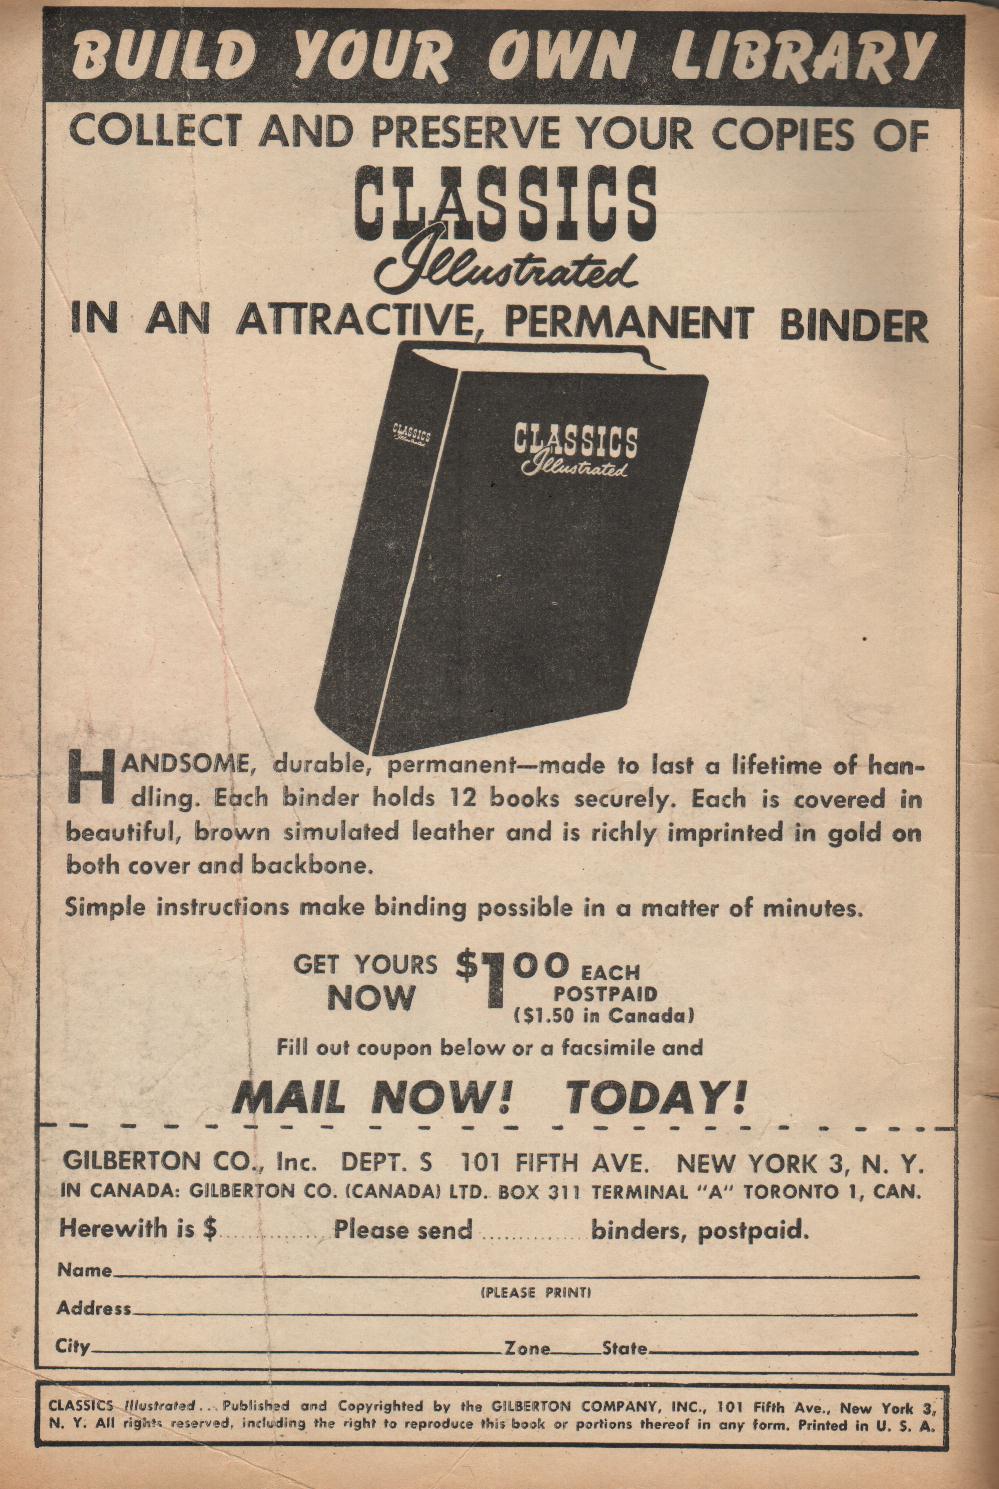 BUILD YOUR OWN LIBRARY
COLLECT AND PRESERVE YOUR COPIES OF
CLASSICS
Illustrated
IN AN ATTRACTIVE, PERMANENT BINDER
CLASSICS
Illustrated
CLASSICS
Illustrated
HANDSOME, durable, permanent—made to last a lifetime of han-
dling. Each binder holds 12 books securely. Each is covered in
beautiful, brown simulated leather and is richly imprinted in gold on
both cover and backbone.
Simple instructions make binding possible in a matter of minutes.
GET YOURS NOW
$1.00 EACH
POSTPAID
($1.50 in Canada)
Fill out coupon below or a facsimile and
MAIL NOW! TODAY!
GILBERTON CO., Inc. DEPT. S 101 FIFTH AVE. NEW YORK 3, N. Y.
IN CANADA: GILBERTON CO. (CANADA) LTD. BOX 311 TERMINAL "A" TORONTO 1, CAN.
Herewith is $............ Please send ............ binders, postpaid.
Name
(PLEASE PRINT)
Address
City Zone State
CLASSICS Illustrated... Published and Copyrighted by the GILBERTON COMPANY, INC., 101 Fifth Ave., New York 3,
N. Y. All rights reserved, including the right to reproduce this book or portions thereof in any form. Printed in U. S. A.